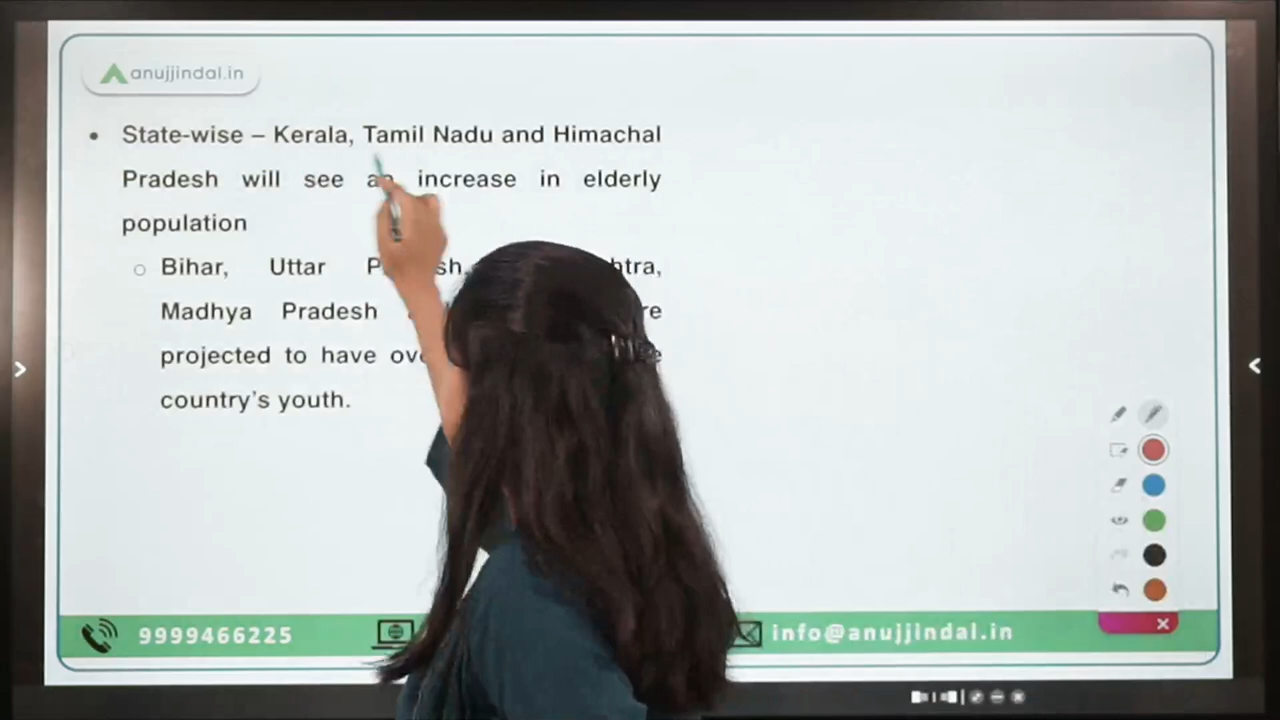 anujjindal.in
• State-wise – Kerala, Tamil Nadu and Himachal
Pradesh will see an increase in elderly
population
○ Bihar, Uttar
Madhya Pradesh
projected to have
country's youth.
9999466225
info@anujjindal.in